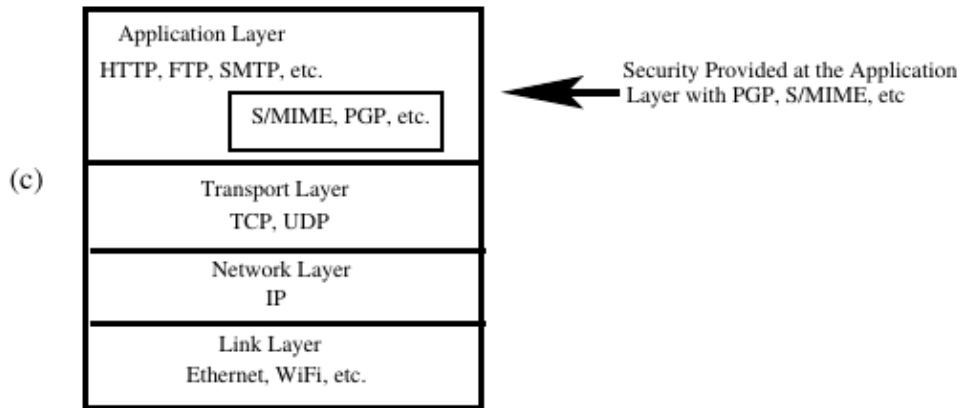 Application Layer
HTTP, FTP, SMTP, etc.
S/MIME, PGP, etc.
Security Provided at the Application
Layer with PGP, S/MIME, etc
(c)
Transport Layer
TCP, UDP
Network Layer
IP
Link Layer
Ethernet, WiFi, etc.